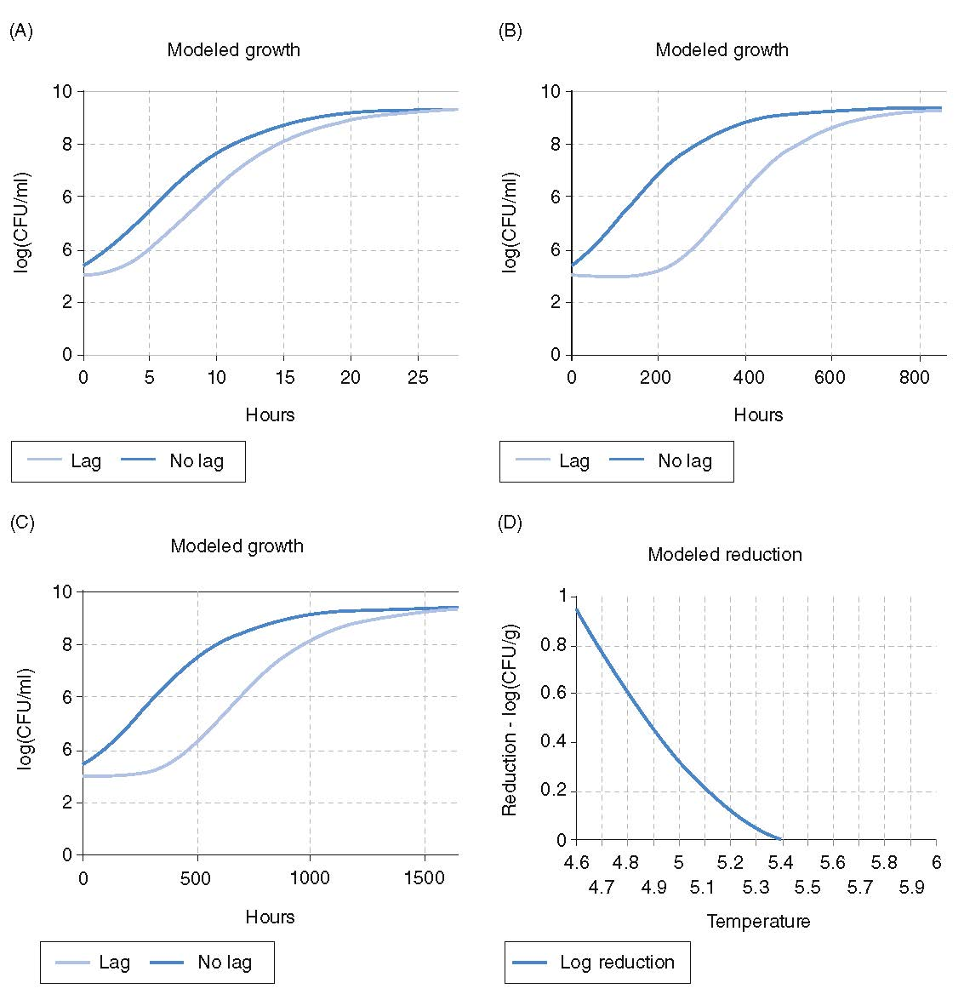 (A)
Modeled growth
log(CFU/ml)
10
8
6
6
2
0
0 5 10 15 20 25
Hours
Lag No lag
(B)
Modeled growth
log(CFU/ml)
10
8
6
6
2
0
0 200 400 600 800
Hours
Lag No lag
(C)
Modeled growth
log(CFU/ml)
10
8
6
6
2
0
0 500 1000 1500
Hours
Lag No lag
(D)
Modeled reduction
Reduction - log(CFU/g)
1
0.8
0.6
0.4
0.2
0
4.6 4.8 5 5.2 5.4 5.6 5.8 6
4.7 4.9 5.1 5.3 5.5 5.7 5.9
Temperature
Log reduction